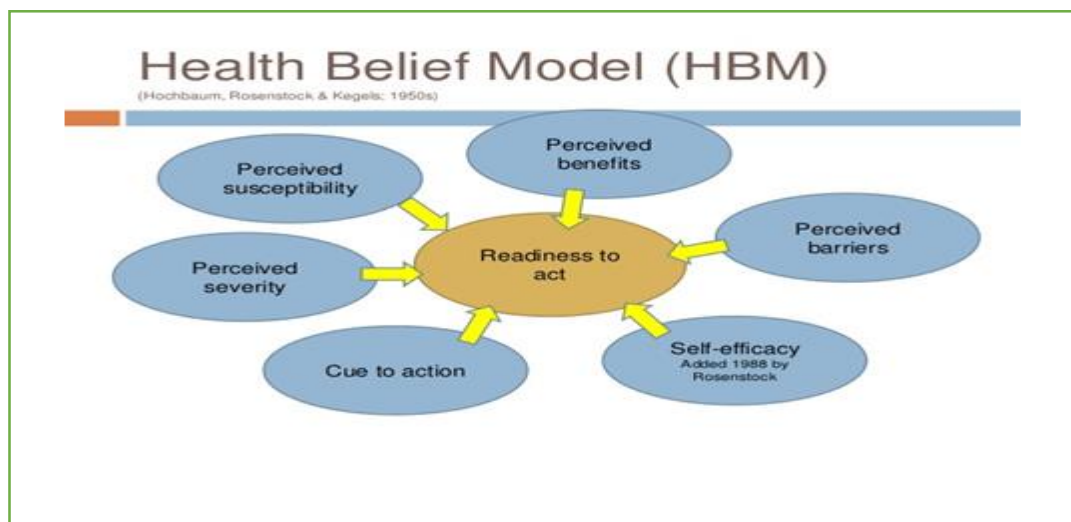 Health Belief Model (HBM)
(Hochbaum, Rosenstock & Kegels; 1950s)
Perceived
susceptibility
Perceived
benefits
Perceived
barriers
Perceived
severity
Readiness to
act
Cue to action
Self-efficacy
Added 1988 by
Rosenstock